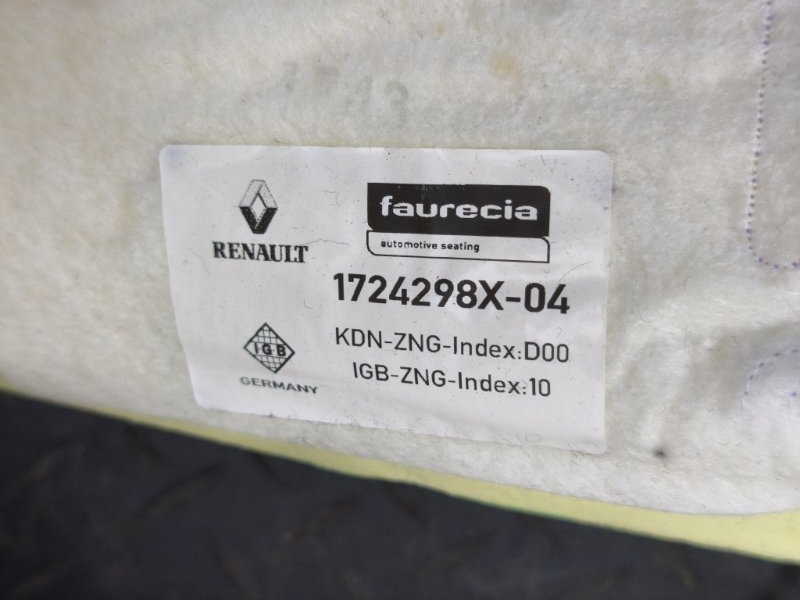 RENAULT
faurecia
automotive seating
1724298X-04
KDN-ZNG-Index:D00
IGB-ZNG-Index:10
IGB
GERMANY